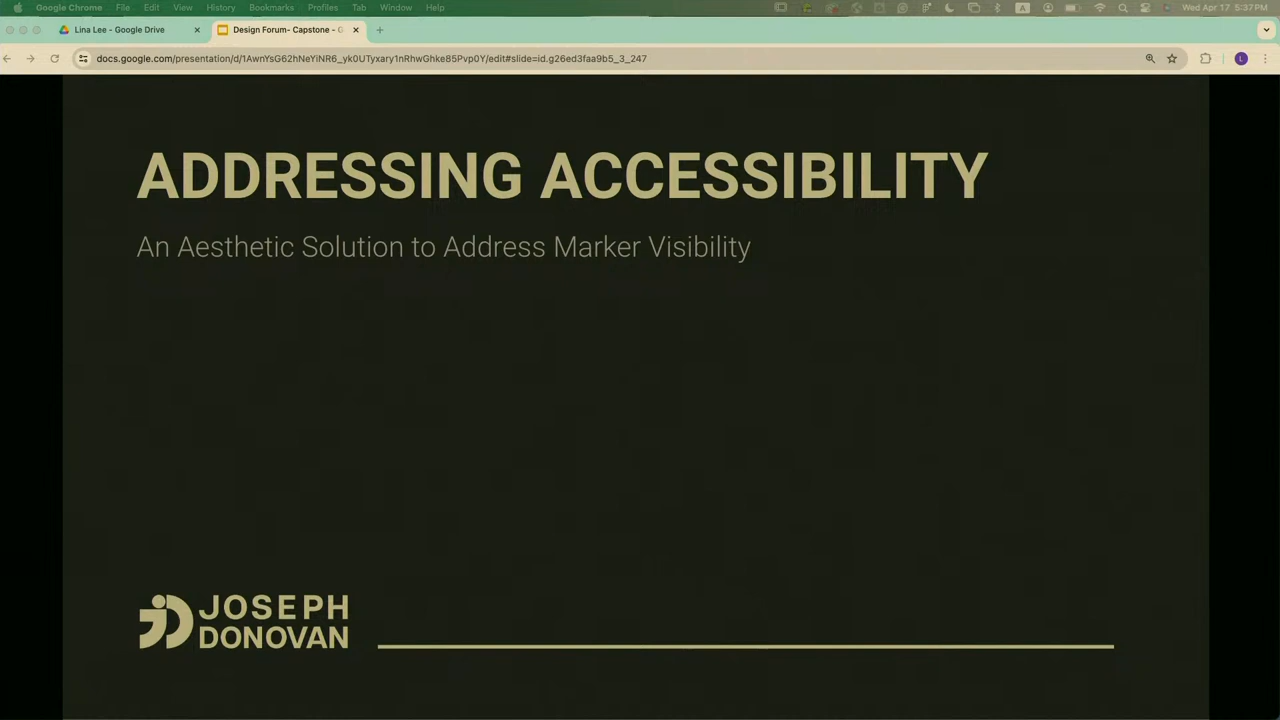 Google Chrome File Edit View History Bookmarks Profiles Tab Window Help A Wed Apr 17 5:37PM
Lina Lee - Google Drive Design Forum- Capstone - G
docs.google.com/presentation/d/1AwnYsG62hNeYiNR6_yk0UTyxary1nRhwGhke85Pvp0Y/edit#slide=id.g26ed3faa9b5_3_247 L
ADDRESSING ACCESSIBILITY
An Aesthetic Solution to Address Marker Visibility
JOSEPH
DONOVAN